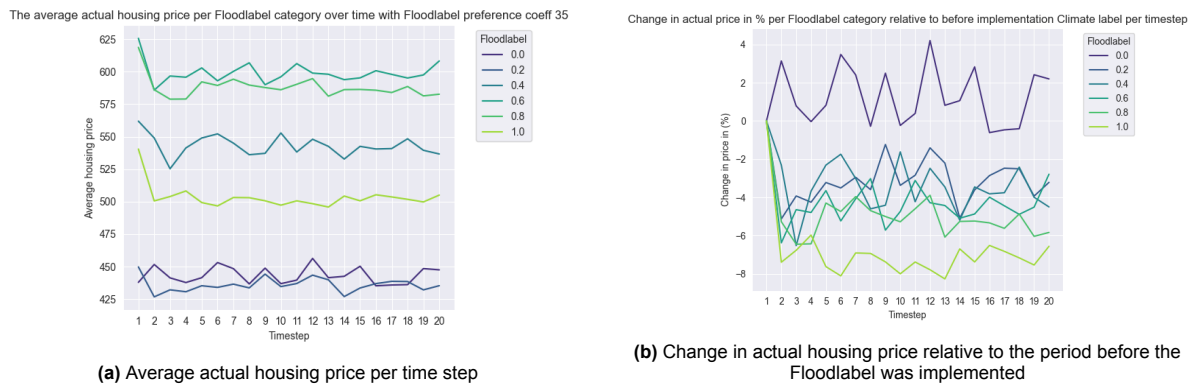 The average actual housing price per Floodlabel category over time with Floodlabel preference coeff 35
Average housing price
625
600
575
550
525
500
475
450
425
1 2 3 4 5 6 7 8 9 10 11 12 13 14 15 16 17 18 19 20
Timestep
Floodlabel
0.0
0.2
0.4
0.6
0.8
1.0
(a) Average actual housing price per time step
Change in actual price in % per Floodlabel category relative to before implementation Climate label per timestep
Change in price in (%)
4
2
0
−2
−4
−6
−8
1 2 3 4 5 6 7 8 9 10 11 12 13 14 15 16 17 18 19 20
Timestep
Floodlabel
0.0
0.2
0.4
0.6
0.8
1.0
(b) Change in actual housing price relative to the period before the
Floodlabel was implemented